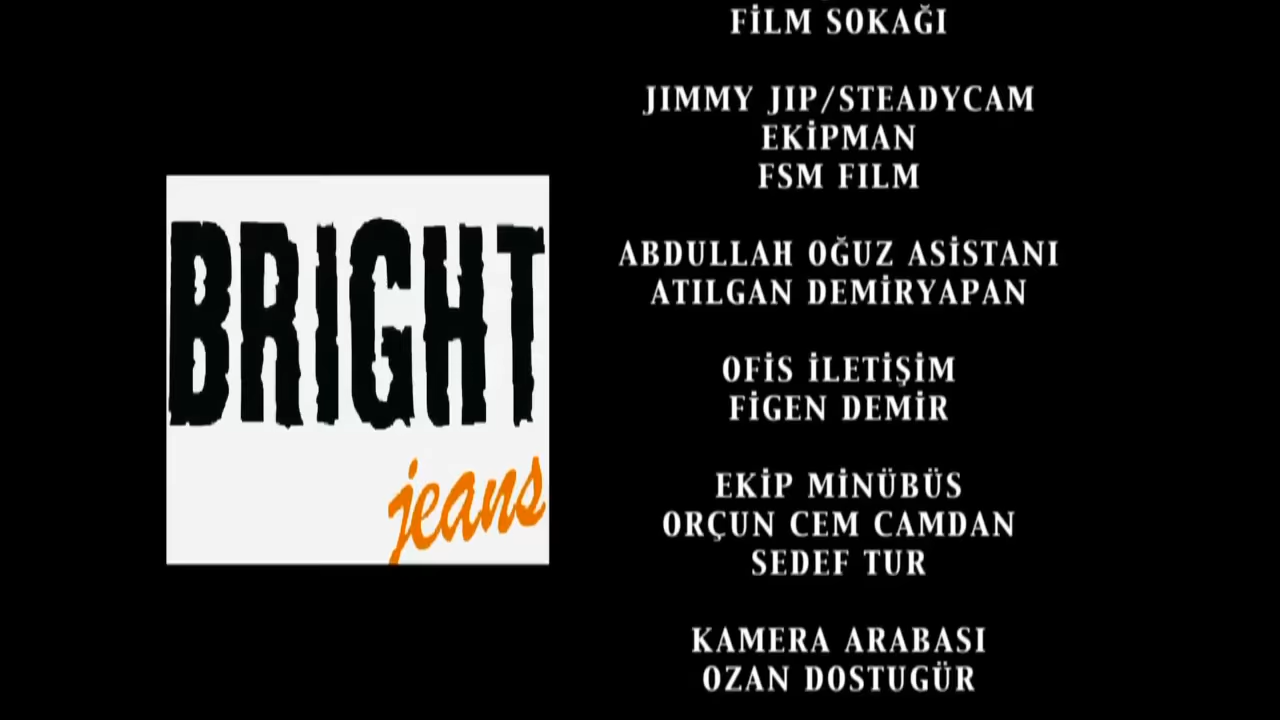 BRIGHT
jeans
FİLM SOKAĞI
JIMMY JIP/STEADYCAM
EKİPMAN
FSM FILM
ABDULLAH OĞUZ ASİSTANI
ATILGAN DEMİRYAPAN
OFİS İLETİŞİM
FİGEN DEMİR
EKİP MİNÜBÜS
ORÇUN CEM CAMDAN
SEDEF TUR
KAMERA ARABASI
OZAN DOSTUGÜR